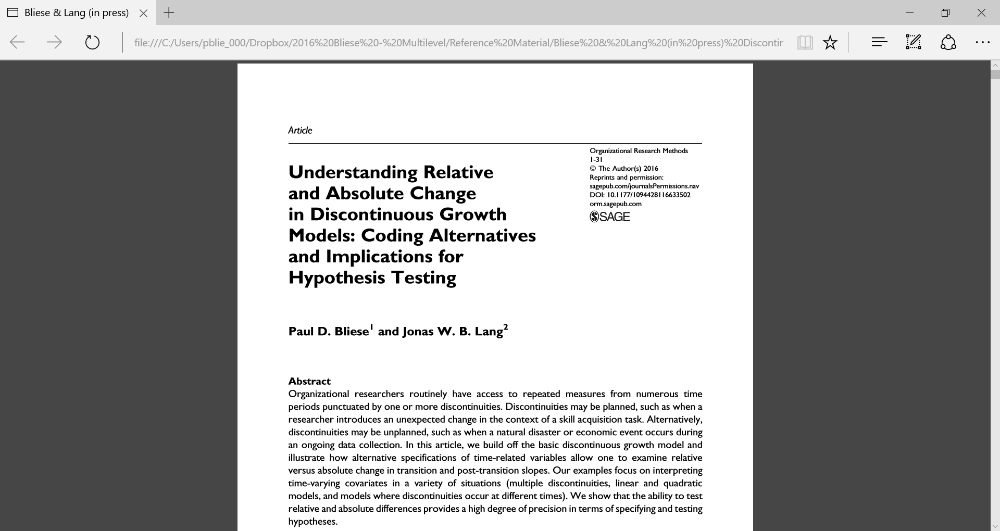 Bliese & Lang (in press)
file:///C:/Users/pblie_000/Dropbox/2016%20Bliese%20-%20Multilevel/Reference%20Material/Bliese%20&%20Lang%20(in%20press)%20Discontir
Article
Organizational Research Methods
1-31
© The Author(s) 2016
Reprints and permission:
sagepub.com/journalsPermissions.nav
DOI: 10.1177/1094428116633502
orm.sagepub.com
SAGE
Understanding Relative
and Absolute Change
in Discontinuous Growth
Models: Coding Alternatives
and Implications for
Hypothesis Testing
Paul D. Bliese1 and Jonas W. B. Lang2
Abstract
Organizational researchers routinely have access to repeated measures from numerous time
periods punctuated by one or more discontinuities. Discontinuities may be planned, such as when a
researcher introduces an unexpected change in the context of a skill acquisition task. Alternatively,
discontinuities may be unplanned, such as when a natural disaster or economic event occurs during
an ongoing data collection. In this article, we build off the basic discontinuous growth model and
illustrate how alternative specifications of time-related variables allow one to examine relative
versus absolute change in transition and post-transition slopes. Our examples focus on interpreting
time-varying covariates in a variety of situations (multiple discontinuities, linear and quadratic
models, and models where discontinuities occur at different times). We show that the ability to test
relative and absolute differences provides a high degree of precision in terms of specifying and testing
hypotheses.